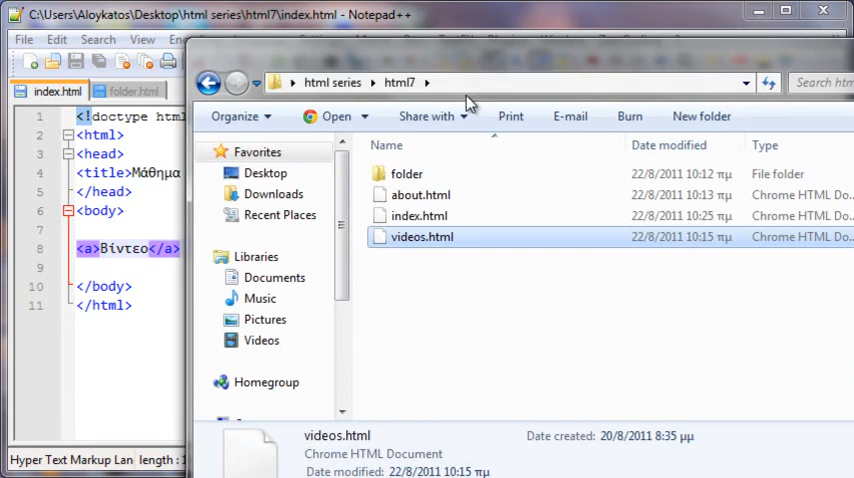 C:\Users\Aloykatos\Desktop\html series\html7\index.html - Notepad++
File Edit Search View
index.html folder.html
1 <!doctype html
2 <html>
3 <head>
4 <title>Μάθημα
5 </head>
6 <body>
7
8 <a>Βίντεο</a>
9
10 </body>
11 </html>
Hyper Text Markup Lan length :
html series html7 Search htm
Organize Open Share with Print E-mail Burn New folder
Favorites
Desktop
Downloads
Recent Places
Libraries
Documents
Music
Pictures
Videos
Homegroup
Name Date modified Type
folder 22/8/2011 10:12 πμ File folder
about.html 22/8/2011 10:13 πμ Chrome HTML Do...
index.html 22/8/2011 10:25 πμ Chrome HTML Do...
videos.html 22/8/2011 10:15 πμ Chrome HTML Do...
videos.html Date created: 20/8/2011 8:35 μμ
Chrome HTML Document
Date modified: 22/8/2011 10:15 πμ